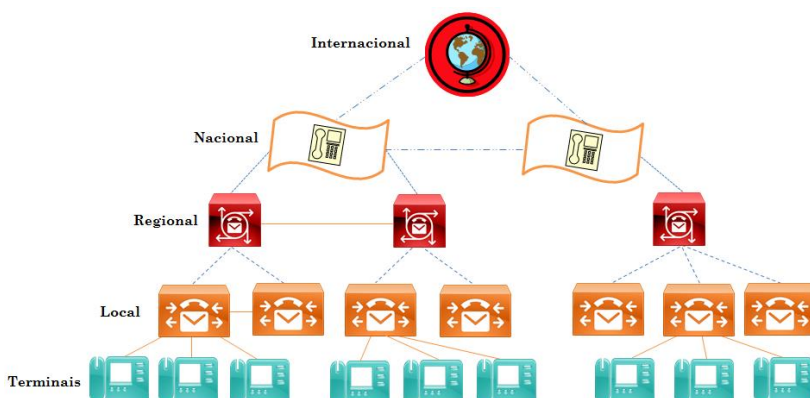 Internacional
Nacional
Regional
Local
Terminais